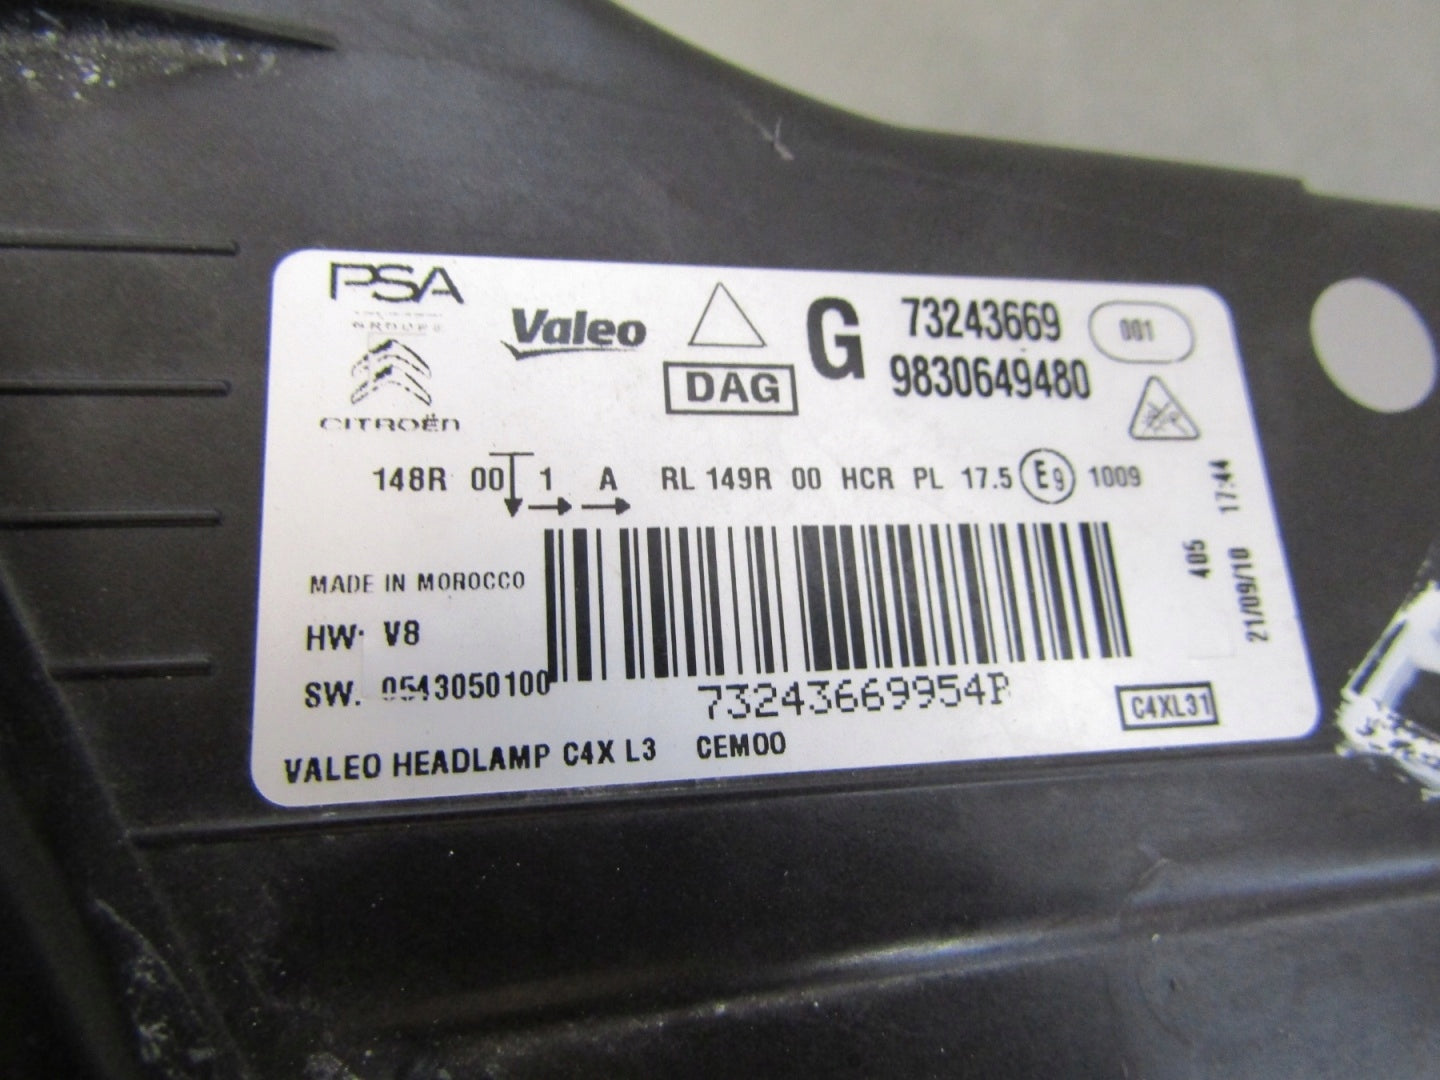 PSA
GROUPE
CITROËN
Valeo
DAG
G
73243669
9830649480
001
148R 00 1 A RL 149R 00 HCR PL 17.5 E9 1009
MADE IN MOROCCO
HW: V8
SW. 0543050100
73243669954P
VALEO HEADLAMP C4X L3 CEM00
C4XL31
405
21/09/10 17:44